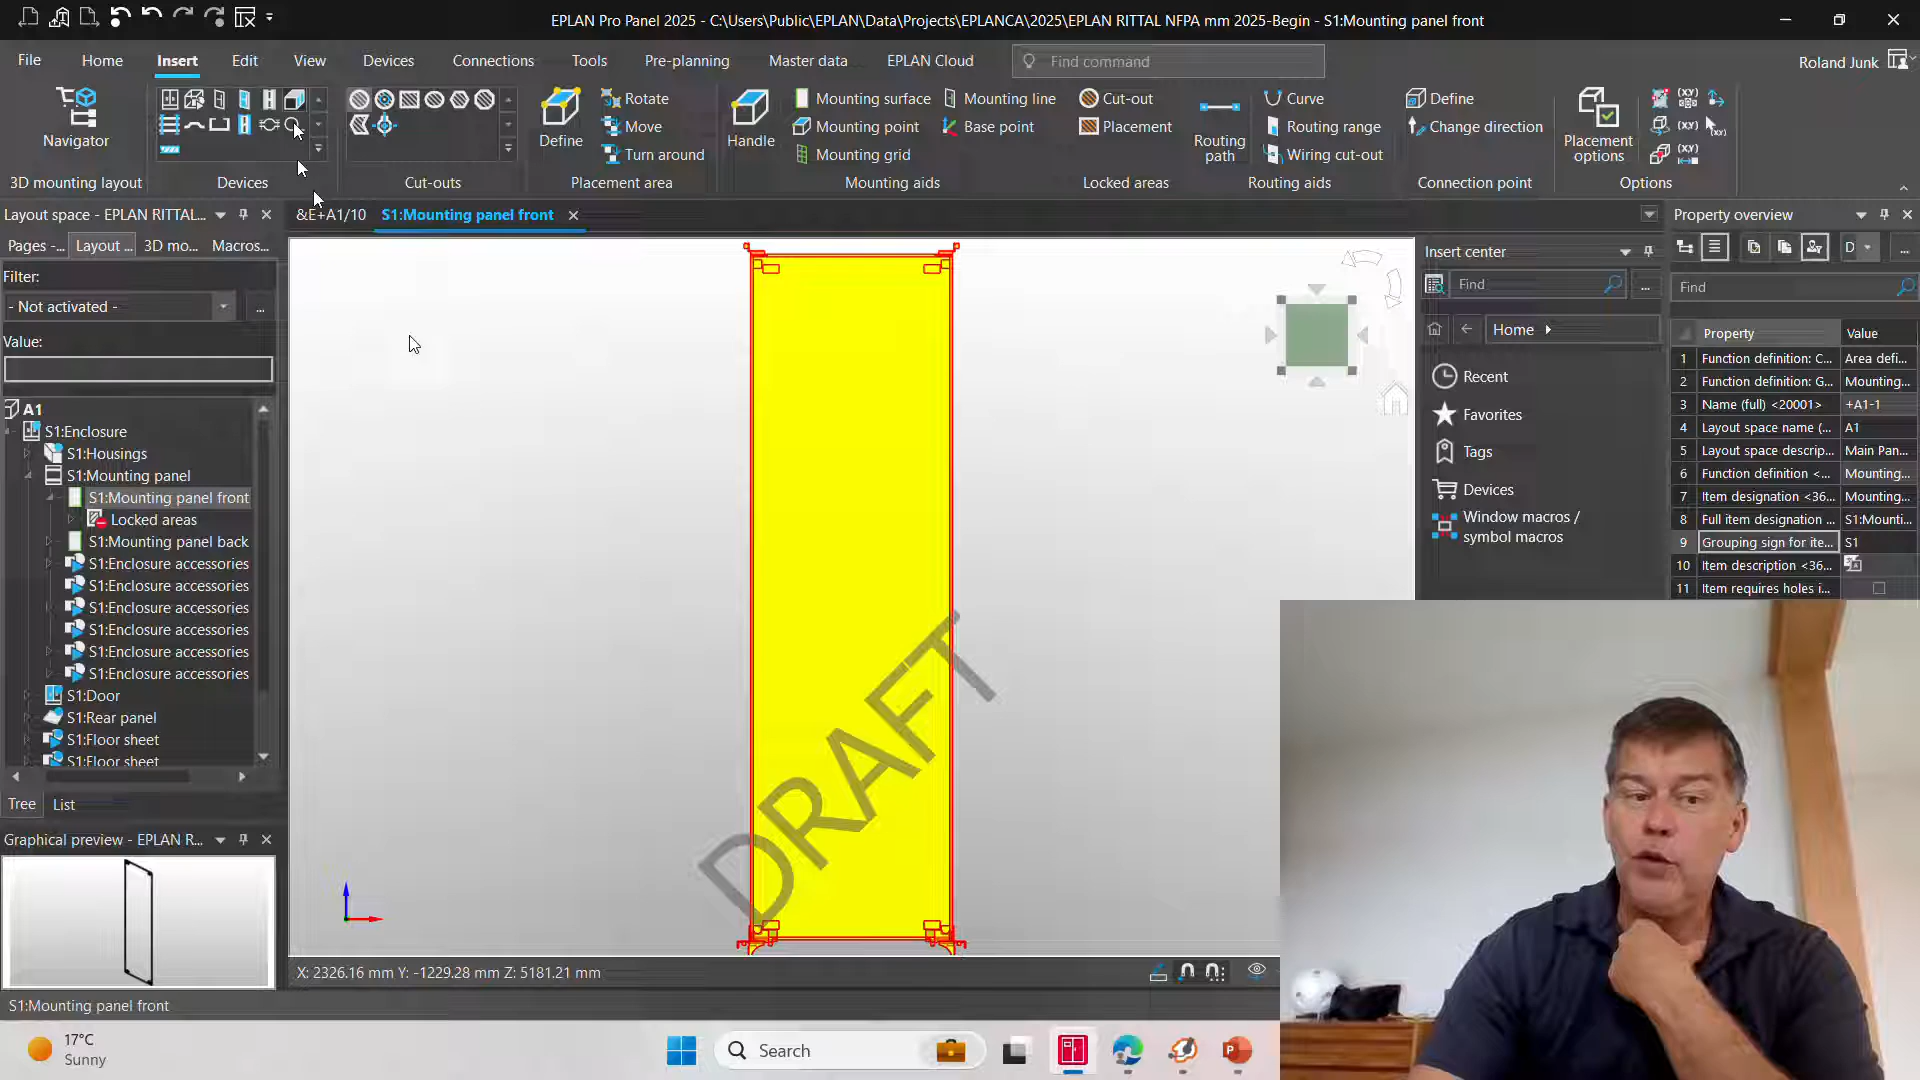 EPLAN Pro Panel 2025 - C:\Users\Public\EPLAN\Data\Projects\EPLANCA\2025\EPLAN RITTAL NFPA mm 2025-Begin - S1:Mounting panel front
File Home Insert Edit View Devices Connections Tools Pre-planning Master data EPLAN Cloud Find command Roland Junk
Navigator
3D mounting layout
Devices
Cut-outs
Define
Rotate
Move
Turn around
Placement area
Handle
Mounting surface
Mounting point
Mounting grid
Mounting line
Base point
Mounting aids
Cut-out
Placement
Locked areas
Routing
path
Curve
Routing range
Wiring cut-out
Routing aids
Define
Change direction
Connection point
Placement
options
Options
Layout space - EPLAN RITTAL...
Pages -... Layout ... 3D mo... Macros...
Filter:
- Not activated - ...
Value:
A1
S1:Enclosure
S1:Housings
S1:Mounting panel
S1:Mounting panel front
Locked areas
S1:Mounting panel back
S1:Enclosure accessories
S1:Enclosure accessories
S1:Enclosure accessories
S1:Enclosure accessories
S1:Enclosure accessories
S1:Enclosure accessories
S1:Door
S1:Rear panel
S1:Floor sheet
S1:Floor sheet
Tree List
Graphical preview - EPLAN R...
S1:Mounting panel front
&E+A1/10 S1:Mounting panel front
DRAFT
X: 2326.16 mm Y: -1229.28 mm Z: 5181.21 mm
Insert center
Find ...
Home
Recent
Favorites
Tags
Devices
Window macros /
symbol macros
Property overview
D ...
Find
Property Value
1 Function definition: C... Area defi...
2 Function definition: G... Mounting...
3 Name (full) <20001> +A1-1
4 Layout space name (... A1
5 Layout space descrip... Main Pan...
6 Function definition <... Mounting...
7 Item designation <36... Mounting...
8 Full item designation ... S1:Mounti...
9 Grouping sign for ite... S1
10 Item description <36...
11 Item requires holes i...
17°C
Sunny
Search